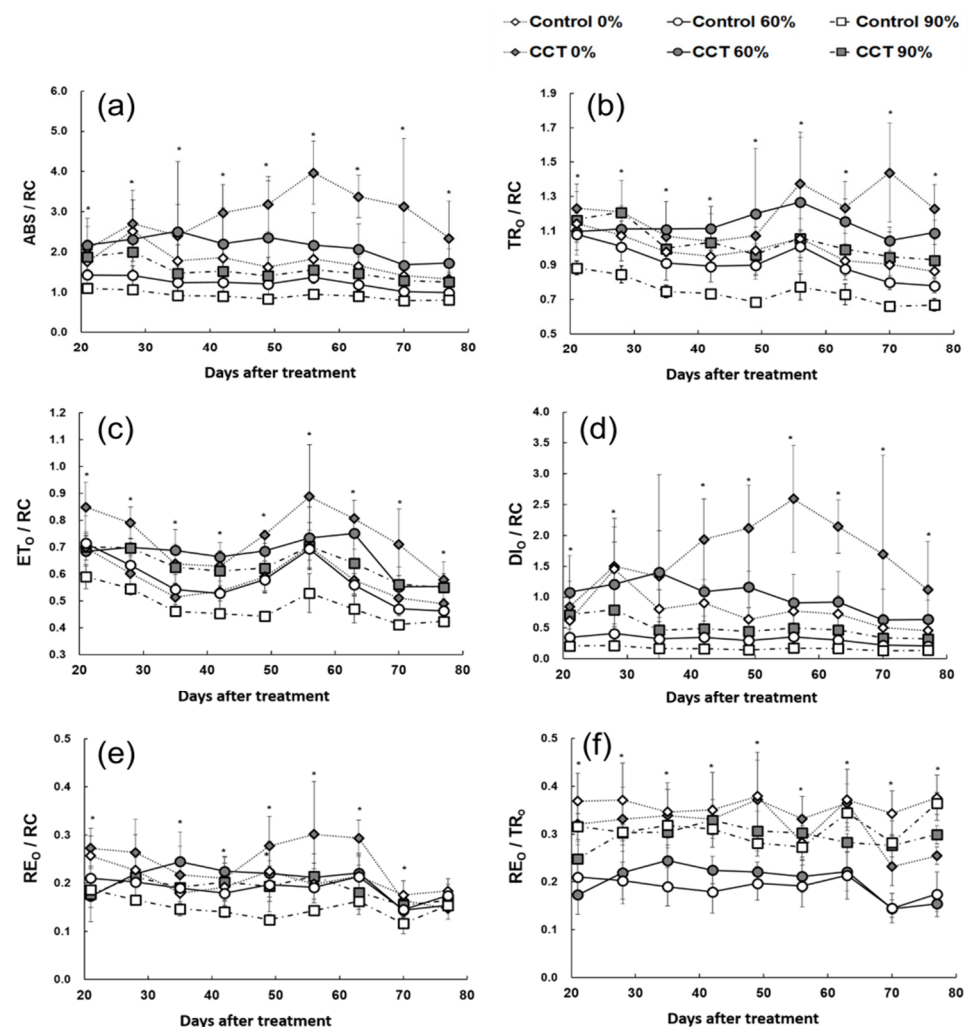 Control 0% Control 60% Control 90%
CCT 0% CCT 60% CCT 90%
(a)
ABS / RC
6.0
5.0
4.0
3.0
2.0
1.0
0.0
20 30 40 50 60 70 80
Days after treatment
(b)
TRO / RC
1.9
1.7
1.5
1.3
1.1
0.9
0.7
0.5
20 30 40 50 60 70 80
Days after treatment
(c)
ETO / RC
1.2
1.1
1.0
0.9
0.8
0.7
0.6
0.5
0.4
0.3
20 30 40 50 60 70 80
Days after treatment
(d)
DIO / RC
4.0
3.5
3.0
2.5
2.0
1.5
1.0
0.5
0.0
20 30 40 50 60 70 80
Days after treatment
(e)
REO / RC
0.5
0.4
0.3
0.2
0.1
0.0
20 30 40 50 60 70 80
Days after treatment
(f)
REO / TRO
0.5
0.4
0.3
0.2
0.1
0.0
20 30 40 50 60 70 80
Days after treatment